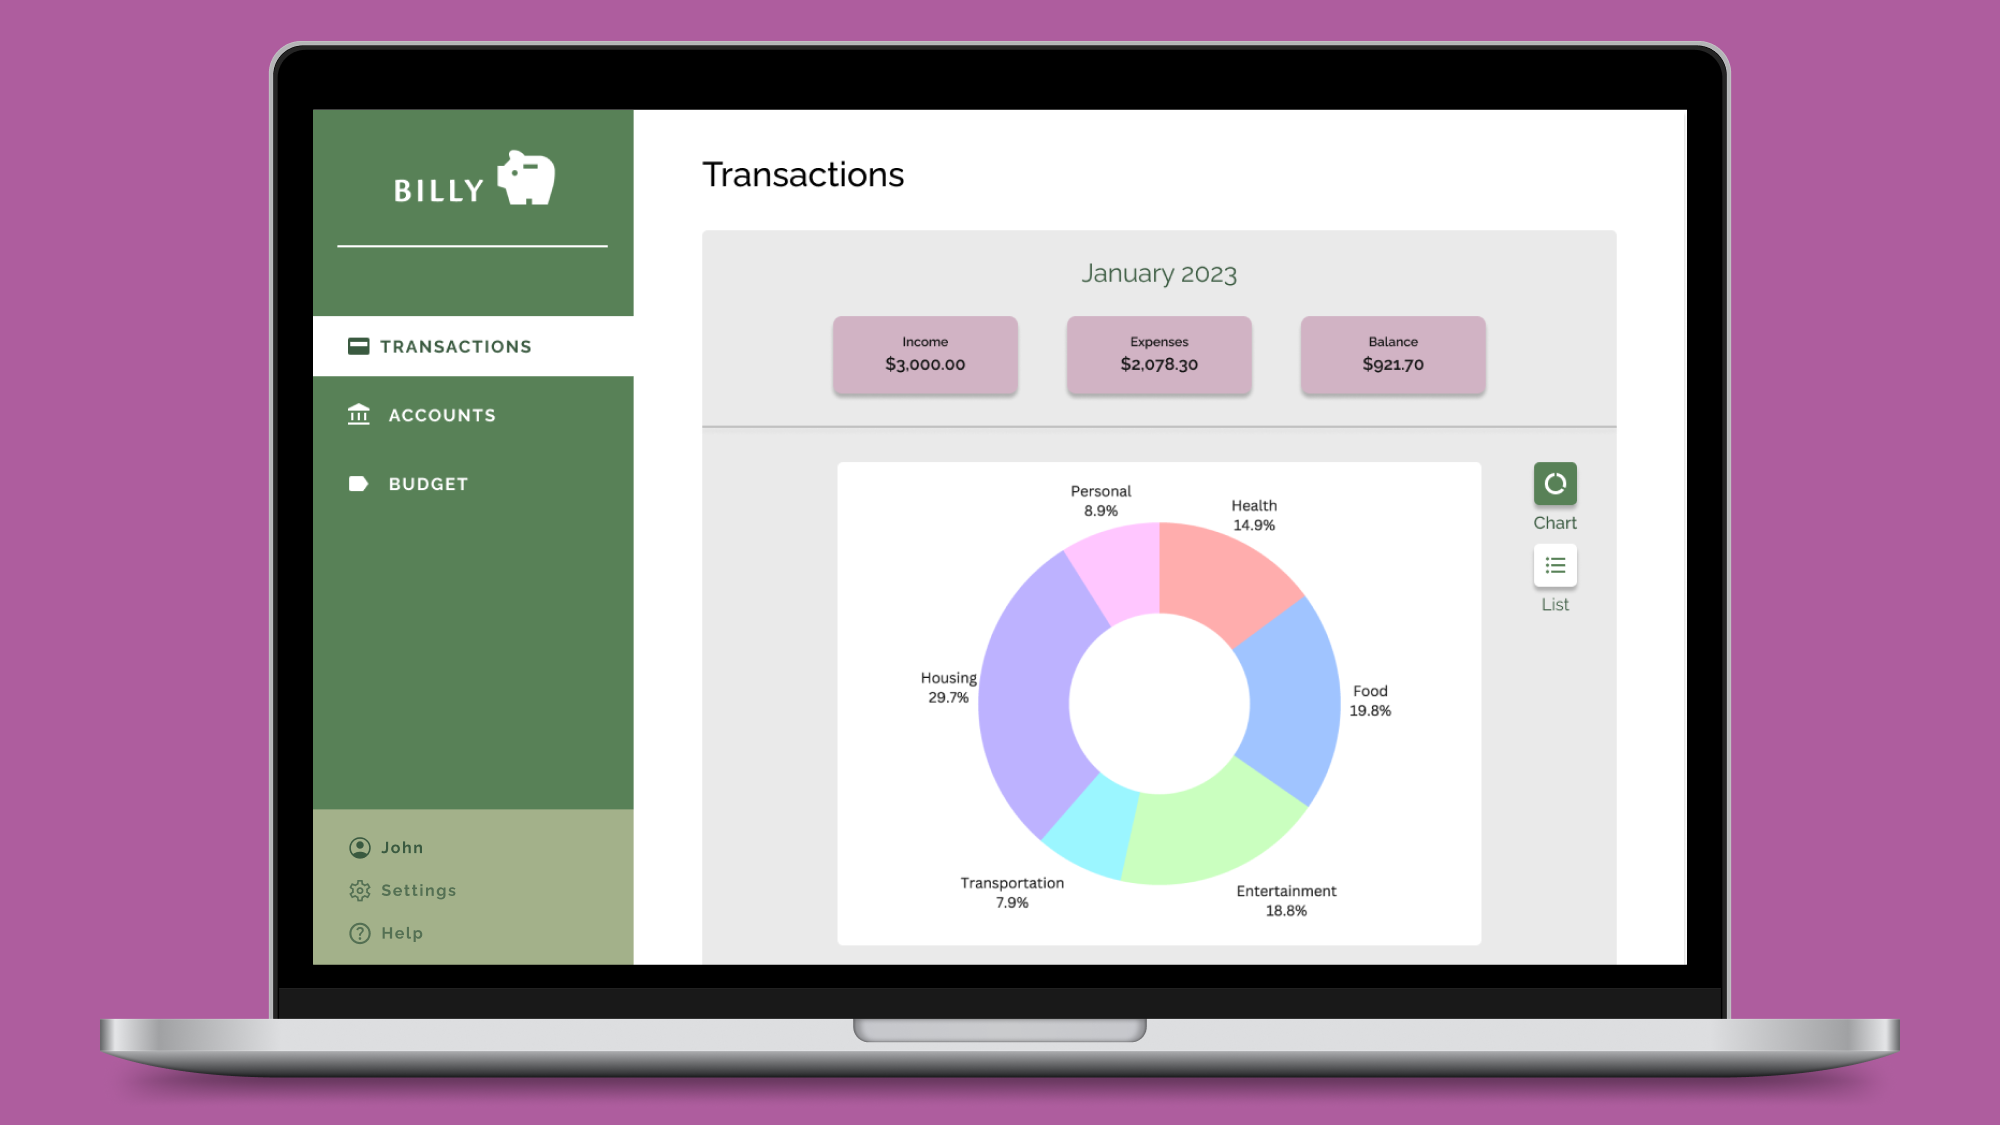 BILLY
TRANSACTIONS
ACCOUNTS
BUDGET
John
Settings
Help
Transactions
January 2023
Income
$3,000.00
Expenses
$2,078.30
Balance
$921.70
Personal
8.9%
Health
14.9%
Housing
29.7%
Food
19.8%
Transportation
7.9%
Entertainment
18.8%
Chart
List